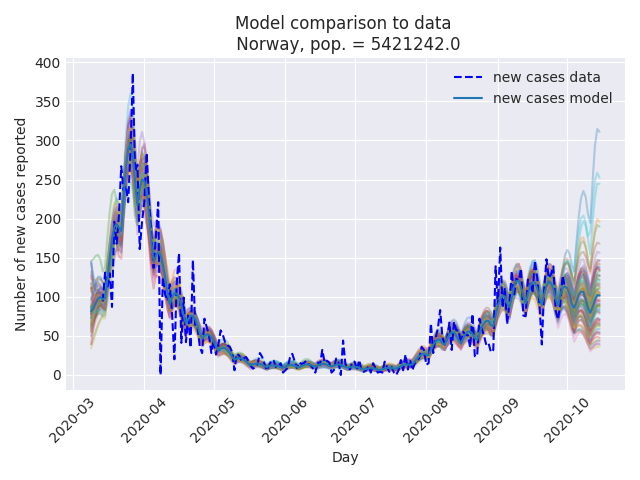 Model comparison to data
Norway, pop. = 5421242.0
new cases data
new cases model
Number of new cases reported
400
350
300
250
200
150
100
50
0
2020-03
2020-04
2020-05
2020-06
2020-07
2020-08
2020-09
2020-10
Day